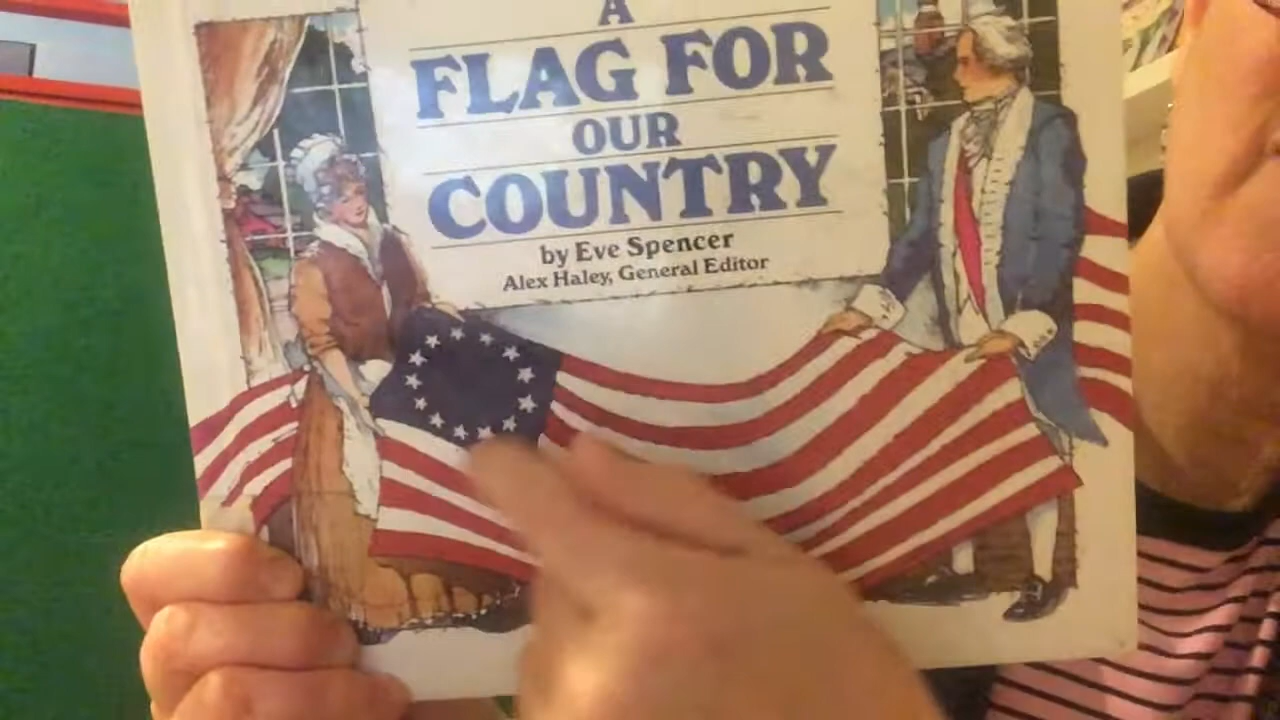 A
FLAG FOR
OUR
COUNTRY
by Eve Spencer
Alex Haley, General Editor